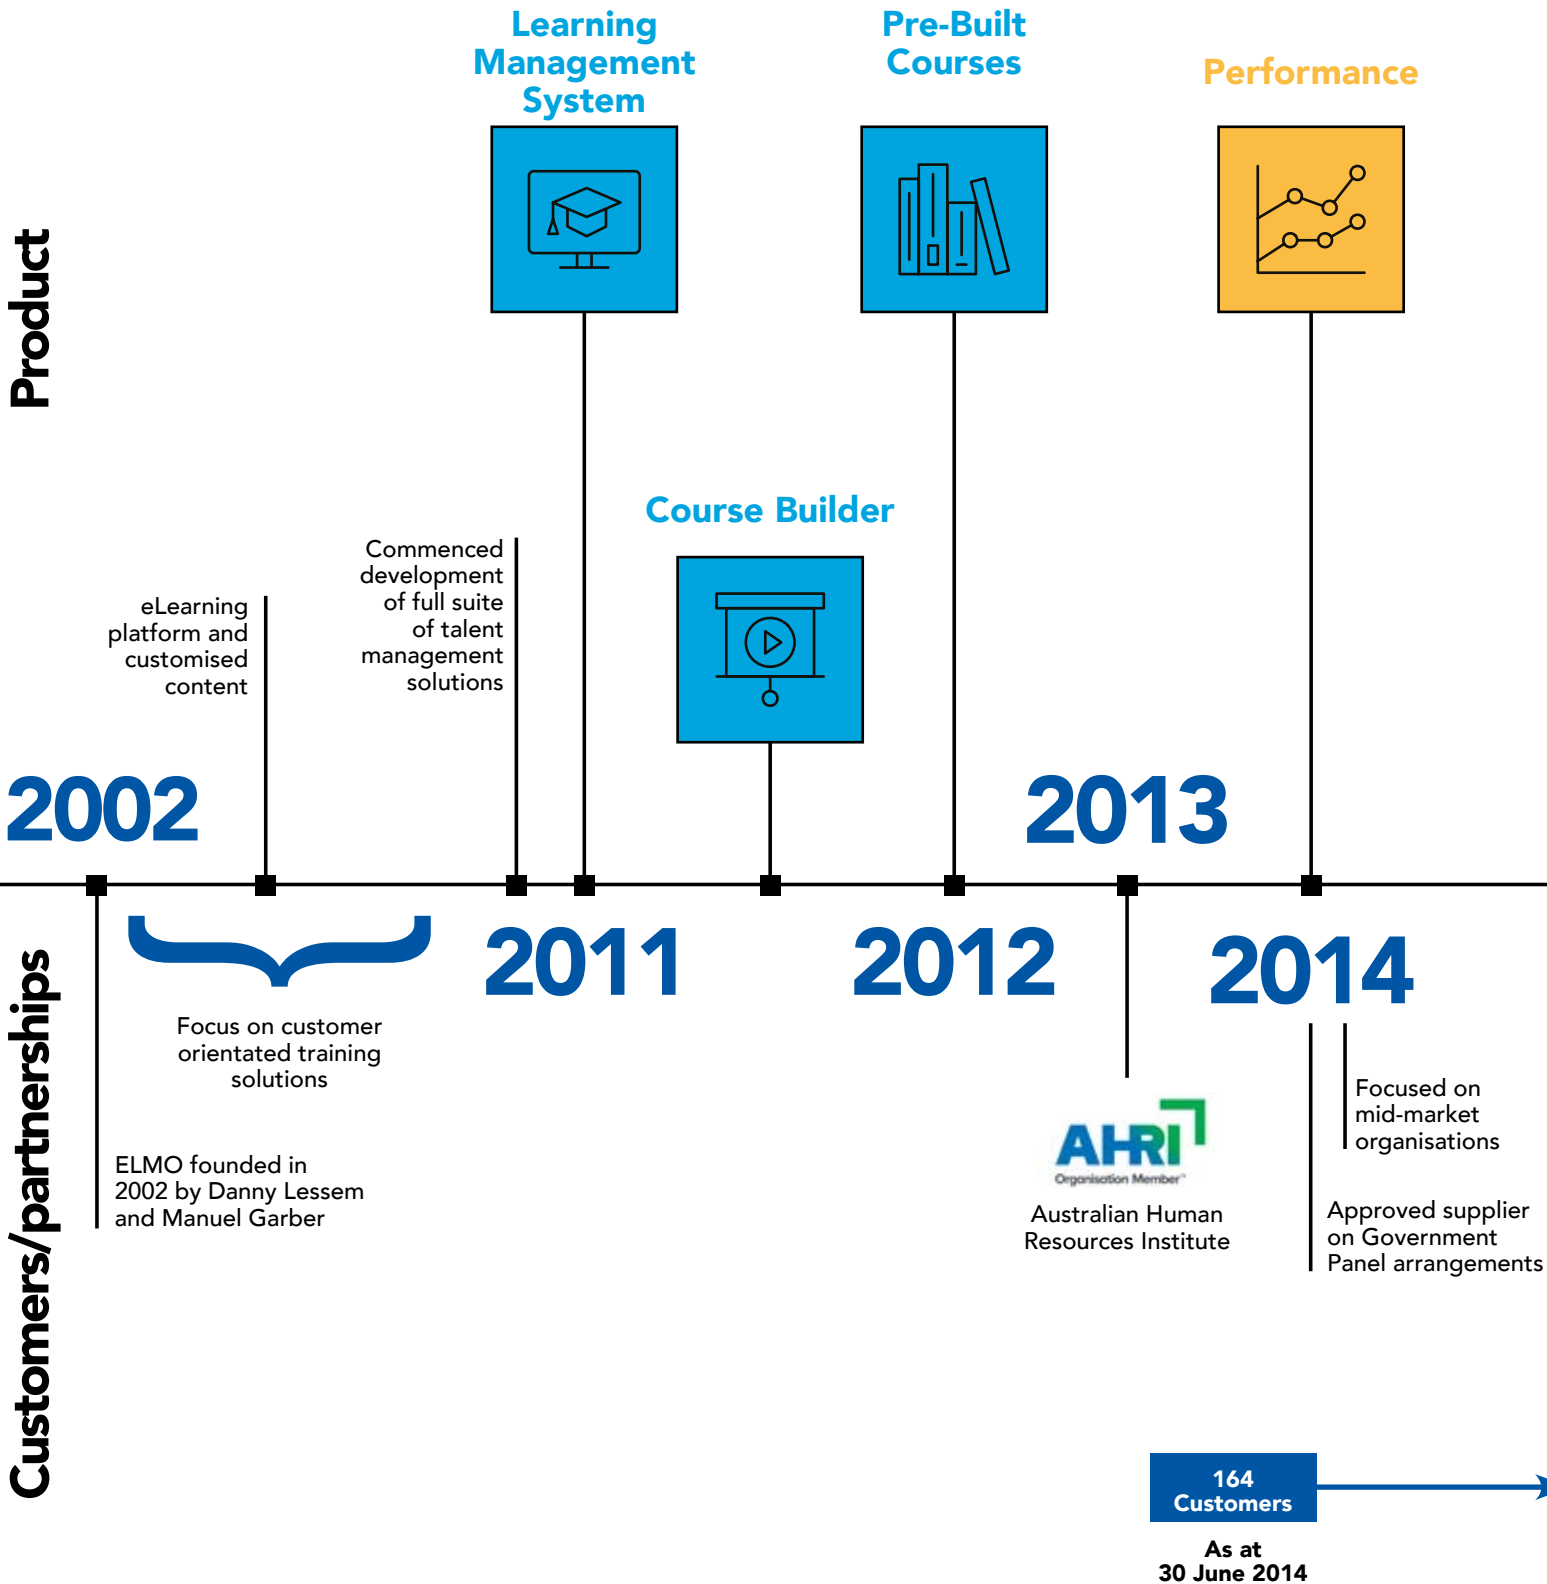 Learning
Management
System
Pre-Built
Courses
Performance
Product
Course Builder
Commenced
development
of full suite
of talent
management
solutions
eLearning
platform and
customised
content
2002
2013
2011
2012
2014
Customers/partnerships
Focus on customer
orientated training
solutions
ELMO founded in
2002 by Danny Lessem
and Manuel Garber
AHRI
Organisation Member™
Australian Human
Resources Institute
Focused on
mid-market
organisations
Approved supplier
on Government
Panel arrangements
164
Customers
As at
30 June 2014